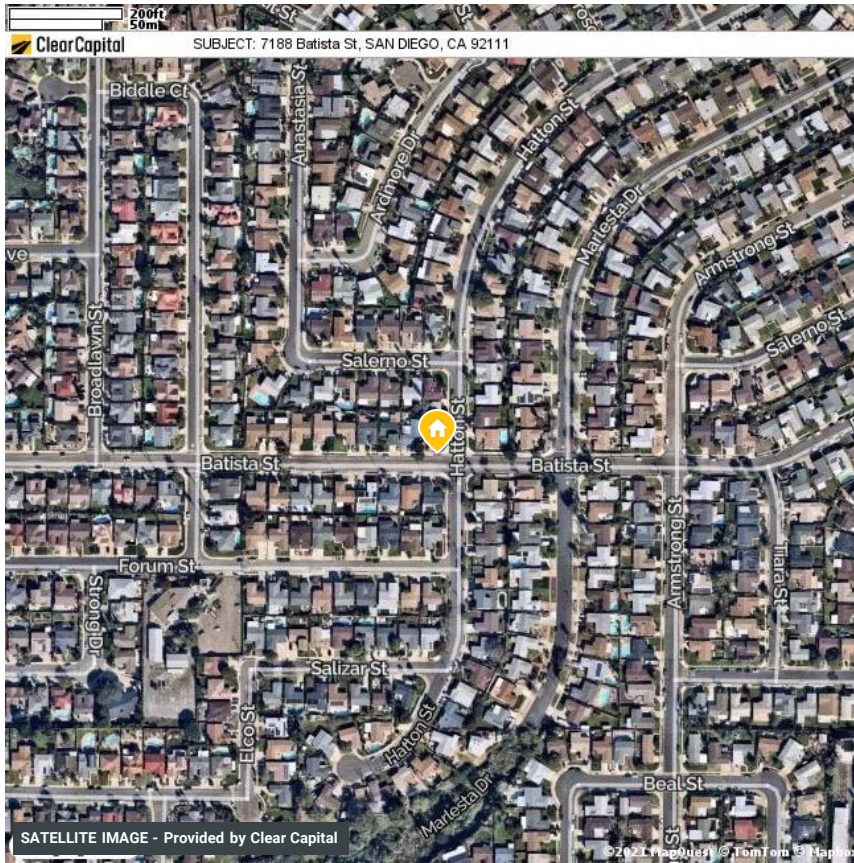 200ft
50m
ClearCapital
SUBJECT: 7188 Batista St, SAN DIEGO, CA 92111
Biddle Ct
Anastasia St
Ardmore Dr
Hatton St
Marlesta Dr
Armstrong St
Salerno St
Broadlawn St
Salerno St
Hatton St
Batista St
Batista St
Armstrong St
Forum St
Strong Dr
Salizar St
Elco St
Hatton St
Marlesta Dr
Beal St
St
SATELLITE IMAGE - Provided by Clear Capital
©2021 MapQuest © TomTom © Mapbox